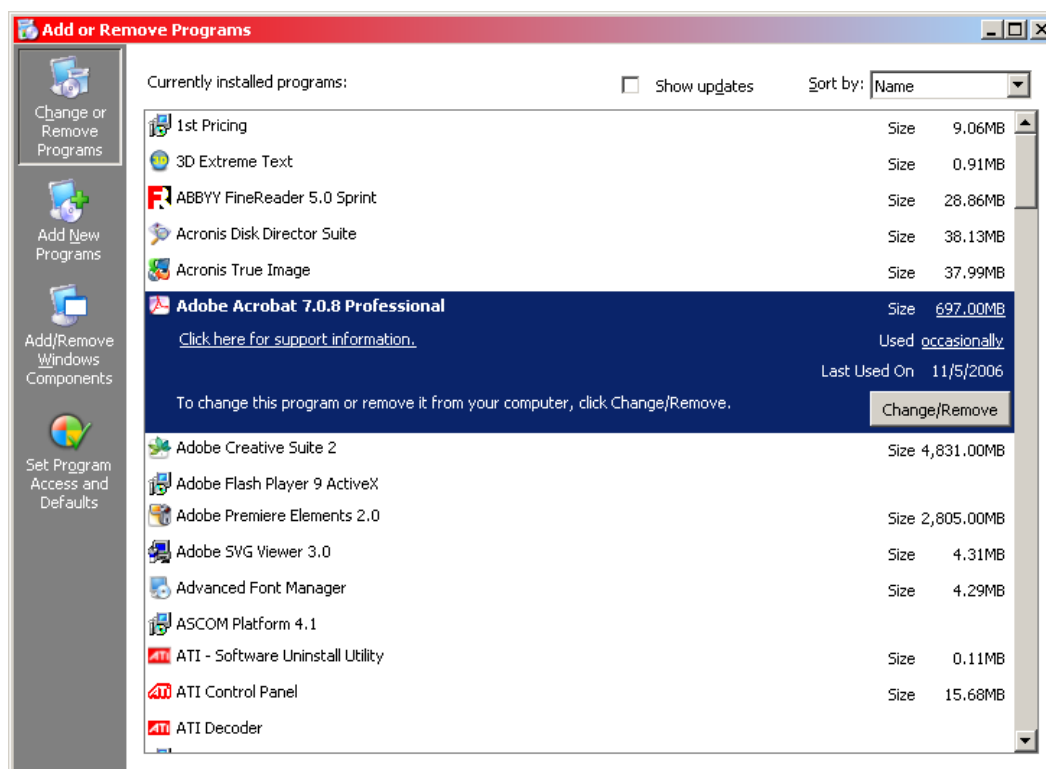 Add or Remove Programs
Change or
Remove
Programs
Add New
Programs
Add/Remove
Windows
Components
Set Program
Access and
Defaults
Currently installed programs:
Show updates
Sort by: Name
1st Pricing Size 9.06MB
3D Extreme Text Size 0.91MB
ABBYY FineReader 5.0 Sprint Size 28.86MB
Acronis Disk Director Suite Size 38.13MB
Acronis True Image Size 37.99MB
Adobe Acrobat 7.0.8 Professional Size 697.00MB
Click here for support information. Used occasionally
Last Used On 11/5/2006
To change this program or remove it from your computer, click Change/Remove. Change/Remove
Adobe Creative Suite 2 Size 4,831.00MB
Adobe Flash Player 9 ActiveX
Adobe Premiere Elements 2.0 Size 2,805.00MB
Adobe SVG Viewer 3.0 Size 4.31MB
Advanced Font Manager Size 4.29MB
ASCOM Platform 4.1
ATI - Software Uninstall Utility Size 0.11MB
ATI Control Panel Size 15.68MB
ATI Decoder